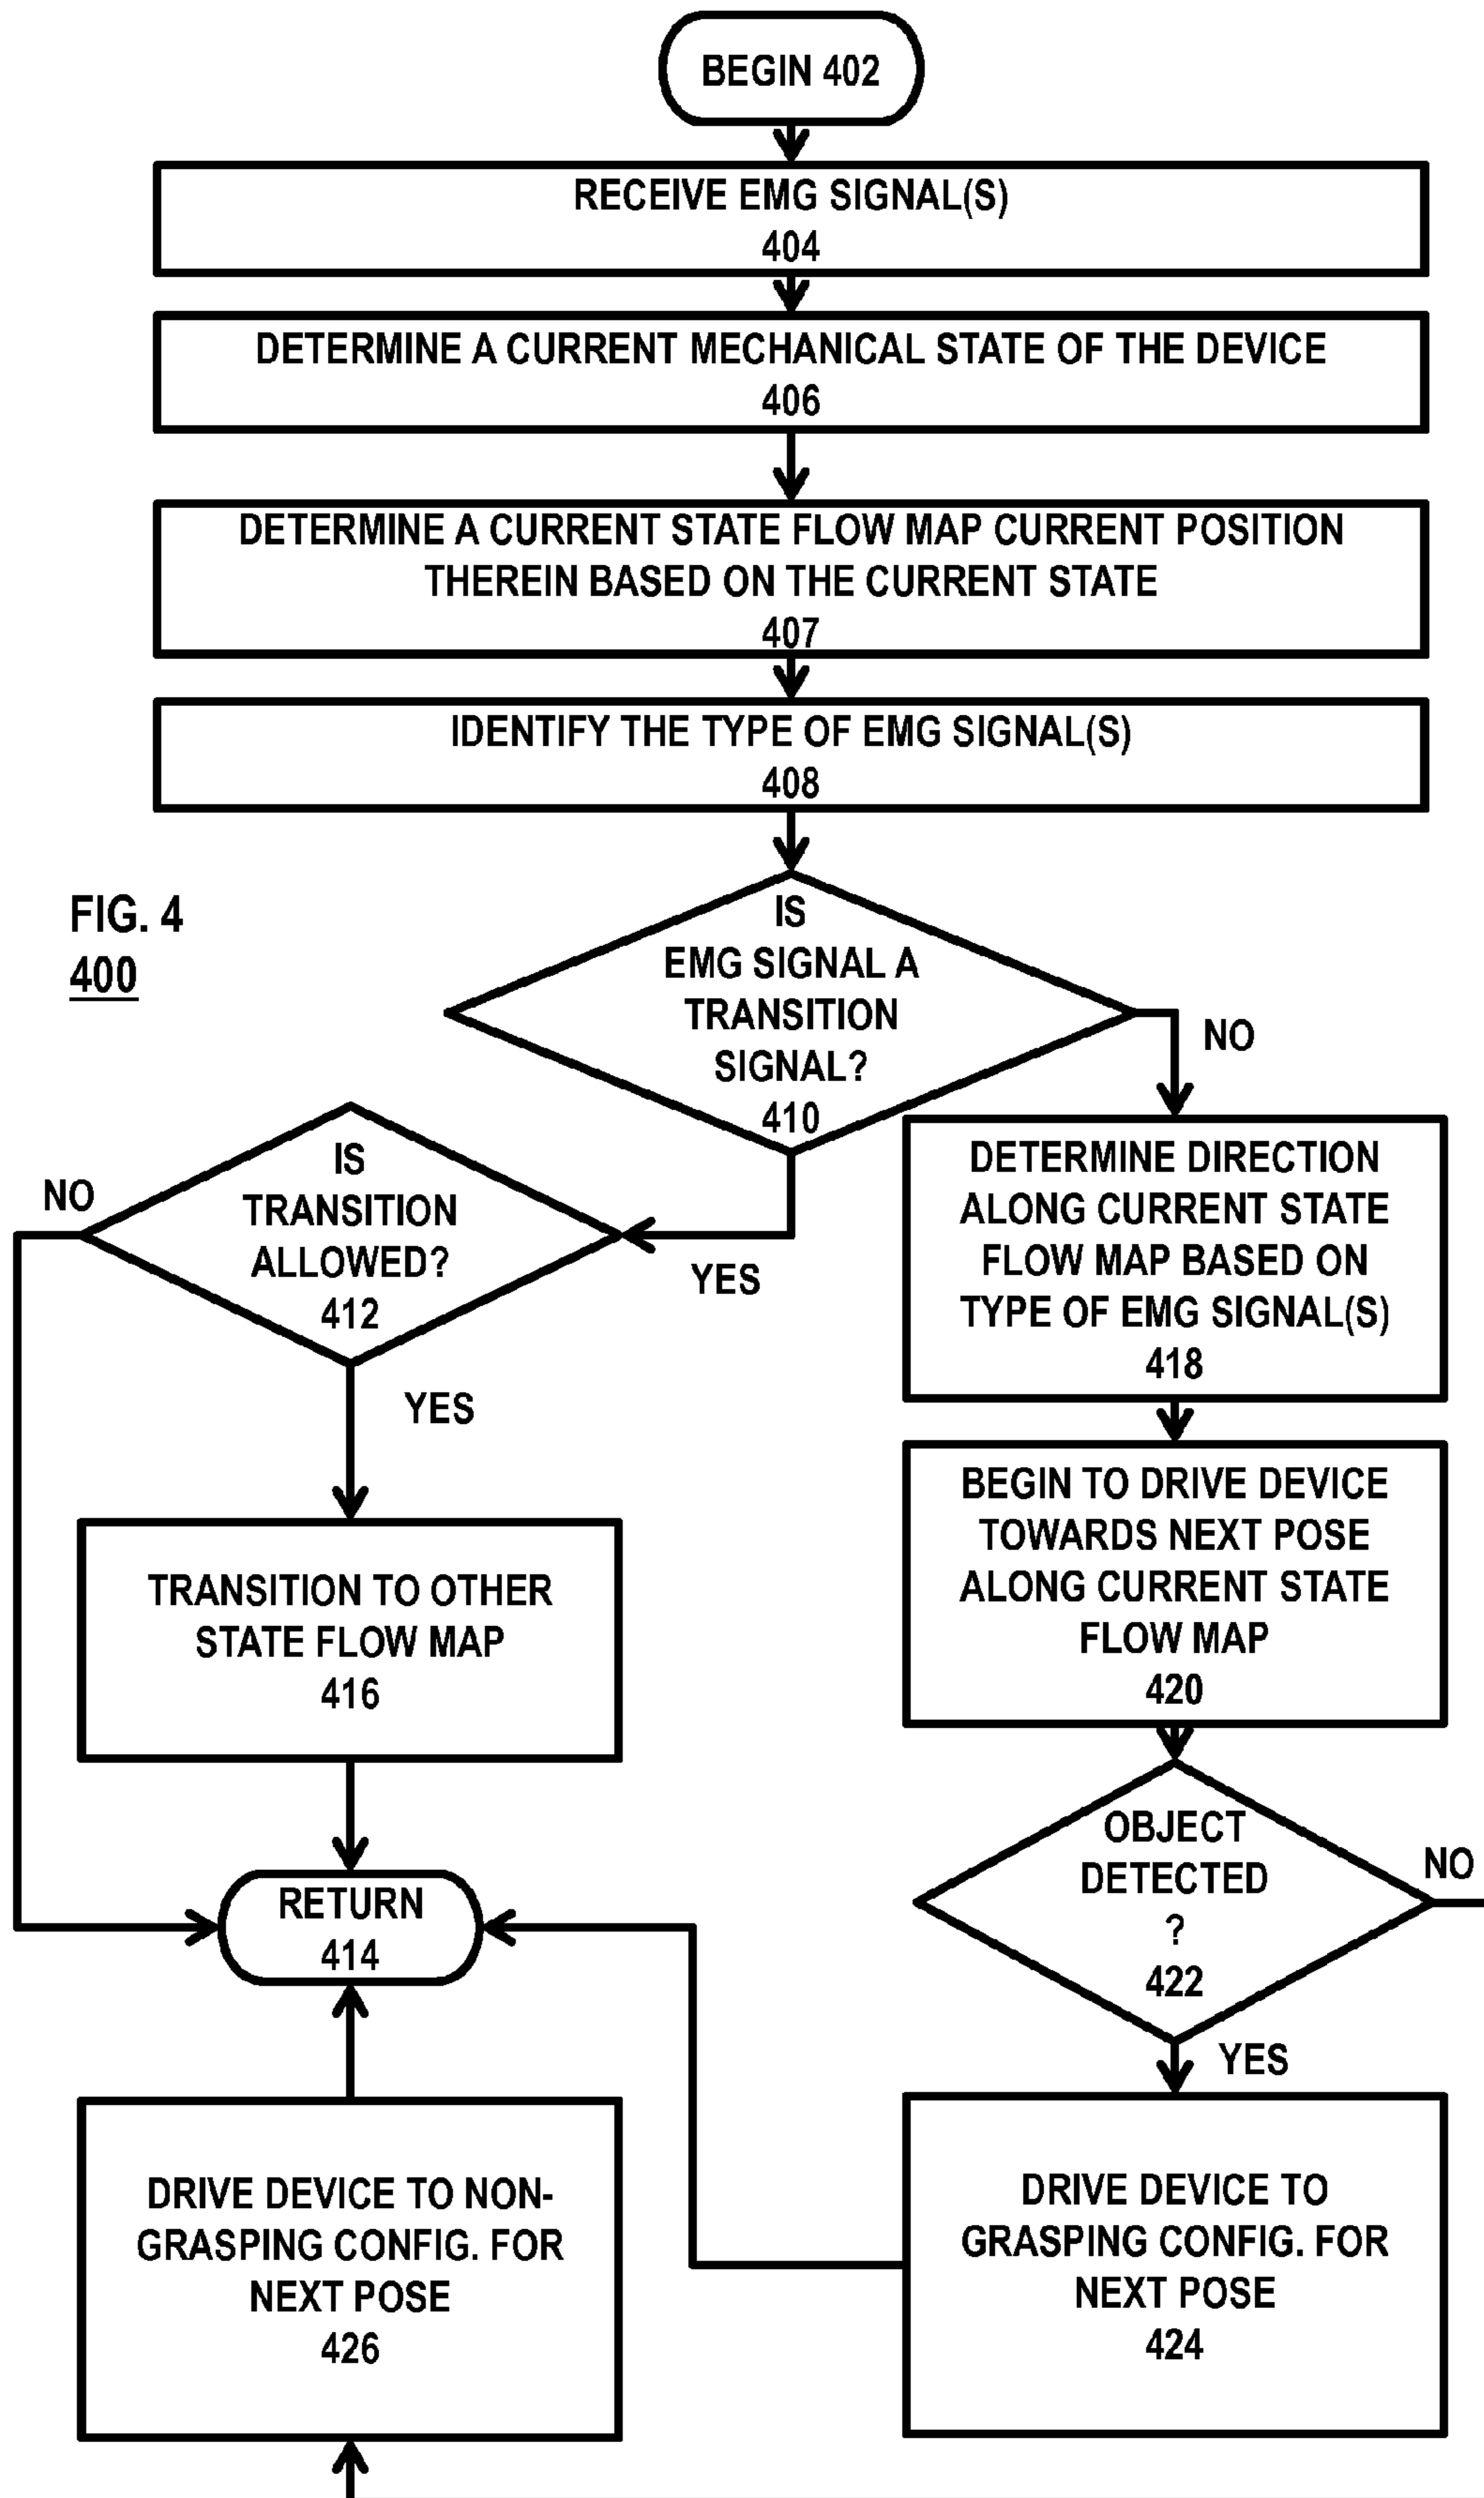 BEGIN 402
RECEIVE EMG SIGNAL(S)
404
DETERMINE A CURRENT MECHANICAL STATE OF THE DEVICE
406
DETERMINE A CURRENT STATE FLOW MAP CURRENT POSITION
THEREIN BASED ON THE CURRENT STATE
407
IDENTIFY THE TYPE OF EMG SIGNAL(S)
408
FIG. 4
400
IS
EMG SIGNAL A
TRANSITION
SIGNAL?
410
NO
YES
IS
TRANSITION
ALLOWED?
412
NO
YES
DETERMINE DIRECTION
ALONG CURRENT STATE
FLOW MAP BASED ON
TYPE OF EMG SIGNAL(S)
418
BEGIN TO DRIVE DEVICE
TOWARDS NEXT POSE
ALONG CURRENT STATE
FLOW MAP
420
TRANSITION TO OTHER
STATE FLOW MAP
416
OBJECT
DETECTED
?
422
NO
YES
RETURN
414
DRIVE DEVICE TO NON-
GRASPING CONFIG. FOR
NEXT POSE
426
DRIVE DEVICE TO
GRASPING CONFIG. FOR
NEXT POSE
424